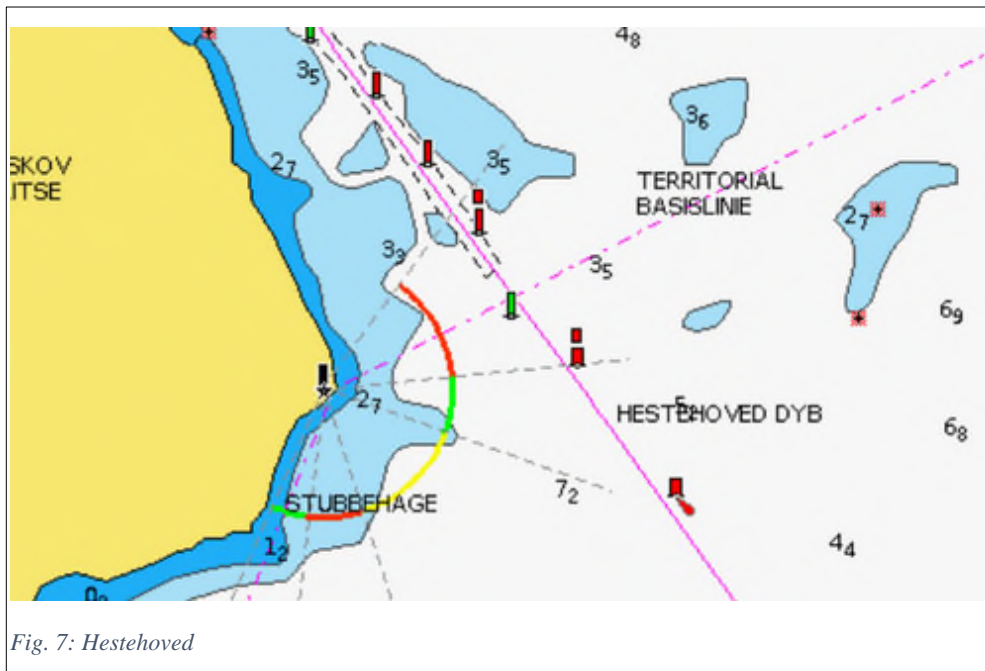 4₈
3₅
3₆
3₅
2₇
SKOV
ITSE
TERRITORIAL
BASISLINIE
2₇
3₃
3₅
6₉
2₇
HESTEHOVED DYB
6₈
7₂
STUBBEHAGE
1₂
4₄
Fig. 7: Hestehoved